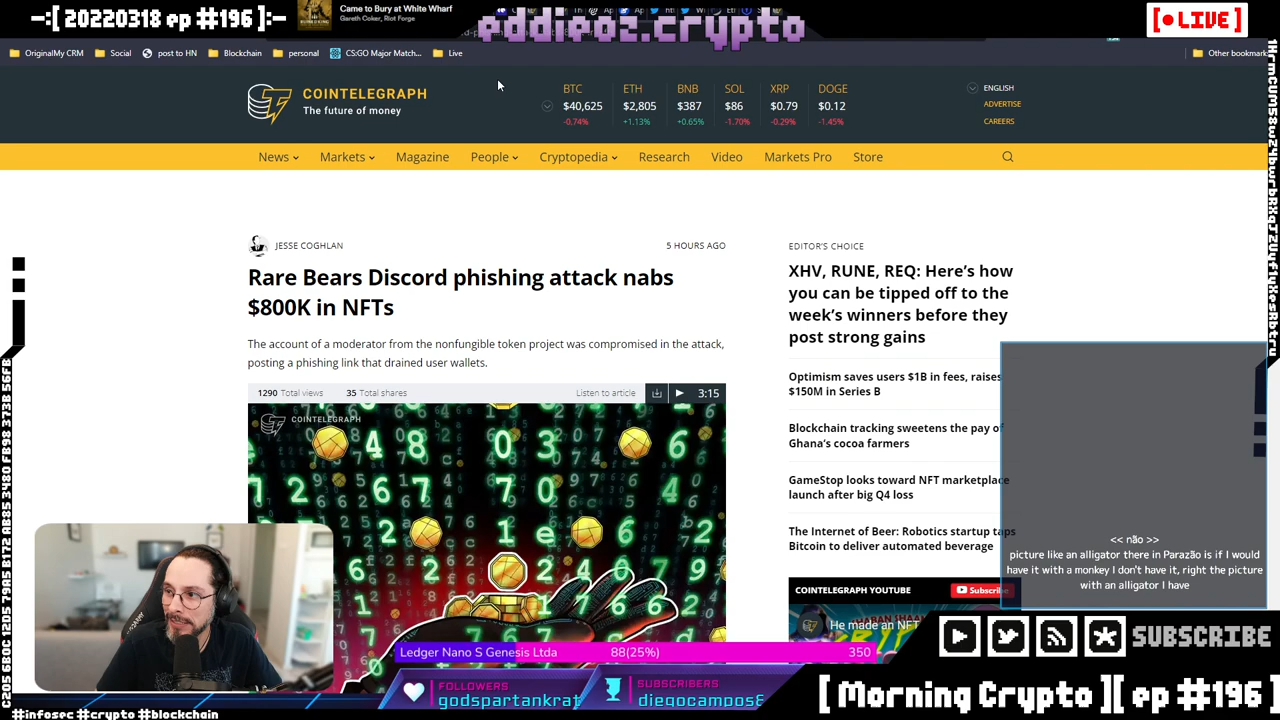 -:[ 20220318 ep #196 ]:-
Came to Bury at White Wharf
Gareth Coker, Riot Forge
eddieoz.crypto
[ LIVE ]
OriginalMy CRM
Social
post to HN
Blockchain
personal
CS:GO Major Match...
Live
Other bookmark
COINTELEGRAPH
The future of money
BTC ETH BNB SOL XRP DOGE
$40,625 $2,805 $387 $86 $0.79 $0.12
-0.74% +1.13% +0.65% -1.70% -0.29% -1.45%
ENGLISH
ADVERTISE
CAREERS
News Markets Magazine People Cryptopedia Research Video Markets Pro Store
JESSE COGHLAN
5 HOURS AGO
Rare Bears Discord phishing attack nabs
$800K in NFTs
The account of a moderator from the nonfungible token project was compromised in the attack,
posting a phishing link that drained user wallets.
1290 Total views
35 Total shares
Listen to article
3:15
COINTELEGRAPH
EDITOR'S CHOICE
XHV, RUNE, REQ: Here's how
you can be tipped off to the
week's winners before they
post strong gains
Optimism saves users $1B in fees, raises
$150M in Series B
Blockchain tracking sweetens the pay of
Ghana's cocoa farmers
GameStop looks toward NFT marketplace
launch after big Q4 loss
The Internet of Beer: Robotics startup taps
Bitcoin to deliver automated beverage
COINTELEGRAPH YOUTUBE
Subscribe
He made an NFT
<< não >>
picture like an alligator there in Parazão is if I would
have it with a monkey I don't have it, right the picture
with an alligator I have
SUBSCRIBE
Ledger Nano S Genesis Ltda
88(25%)
350
FOLLOWERS
godspartankrat
SUBSCRIBERS
diegocampos8
[ Morning Crypto ][ ep #196 ]
#infosec #crypto #blockchain